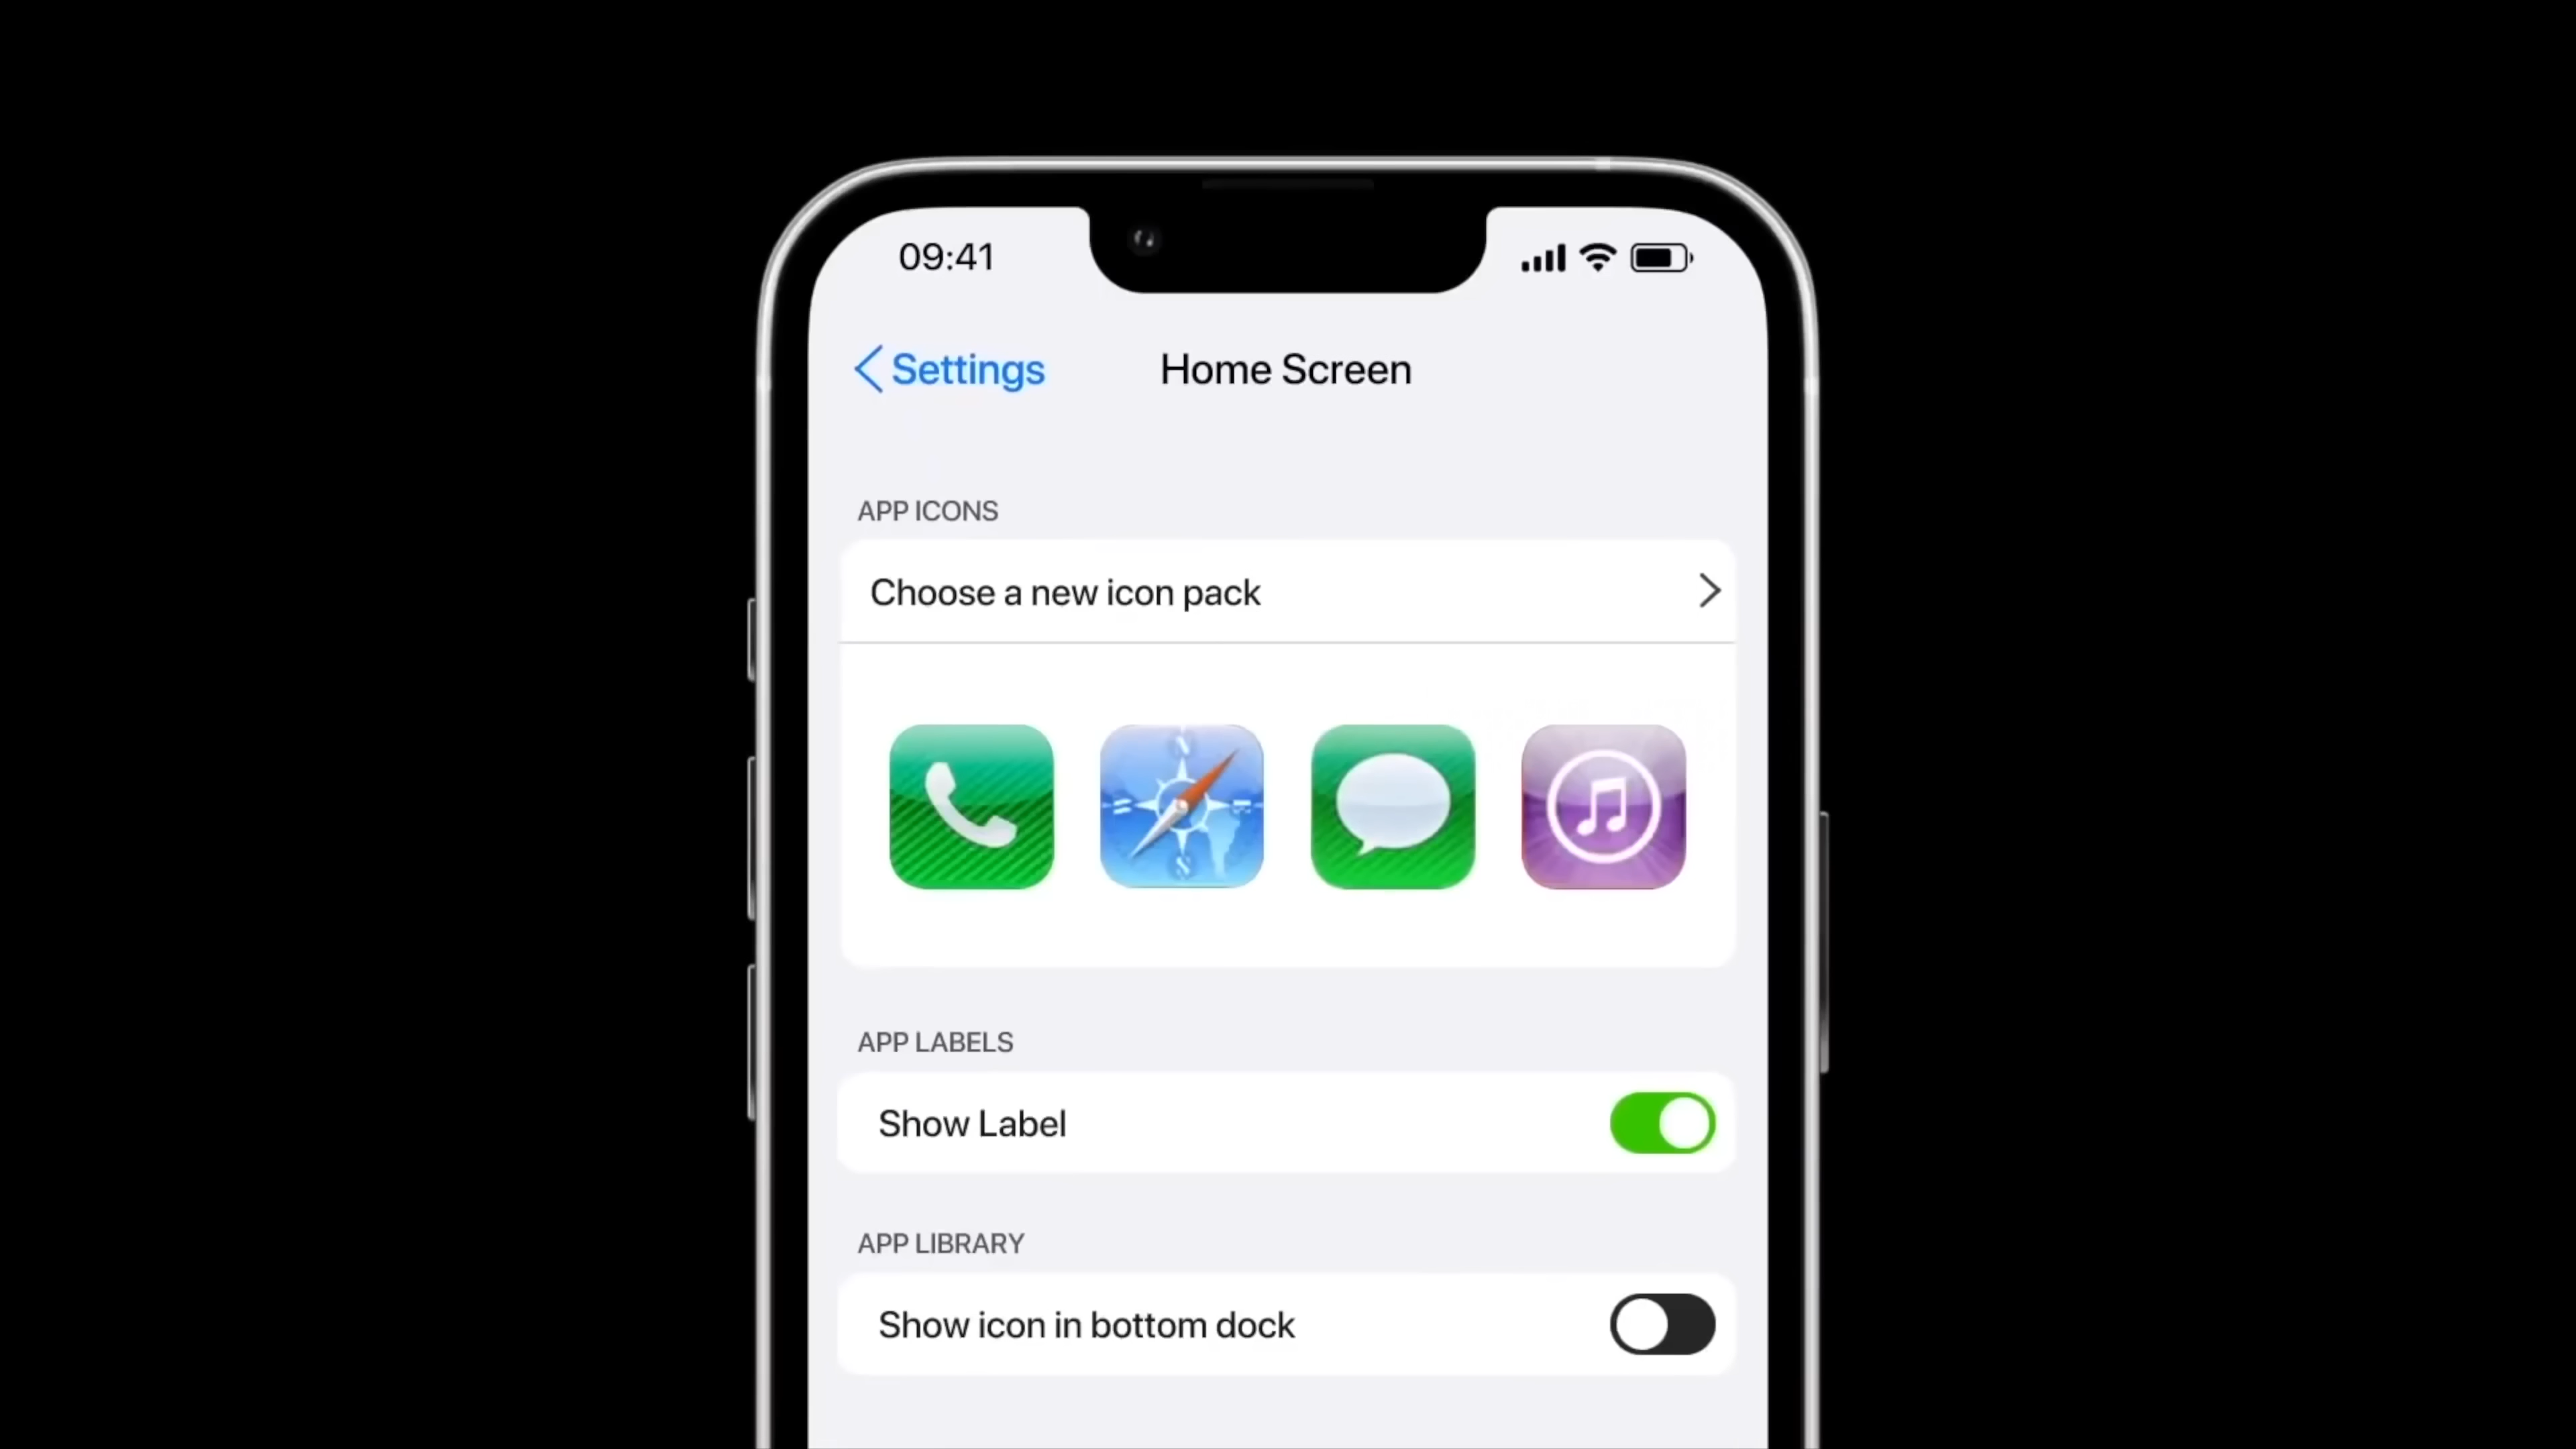 09:41
Settings
Home Screen
APP ICONS
Choose a new icon pack
APP LABELS
Show Label
APP LIBRARY
Show icon in bottom dock